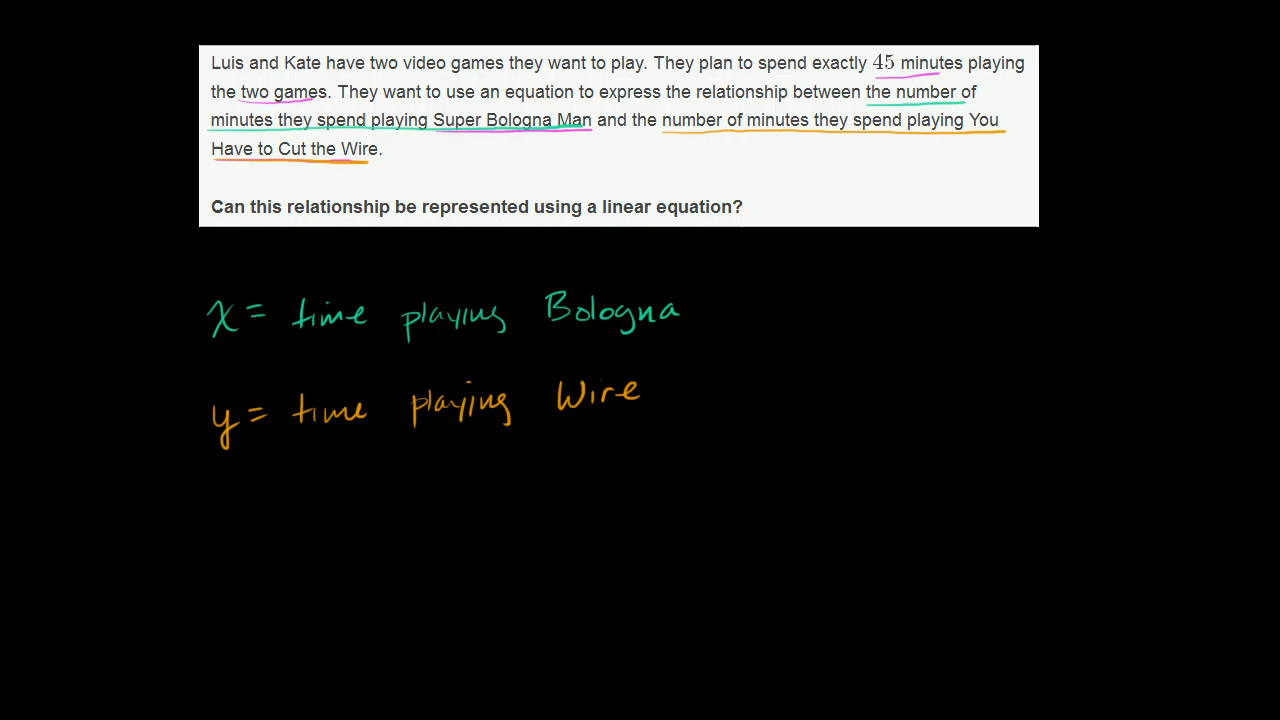 Luis and Kate have two video games they want to play. They plan to spend exactly 45 minutes playing
the two games. They want to use an equation to express the relationship between the number of
minutes they spend playing Super Bologna Man and the number of minutes they spend playing You
Have to Cut the Wire.
Can this relationship be represented using a linear equation?
x = time playing Bologna
y = time playing Wire